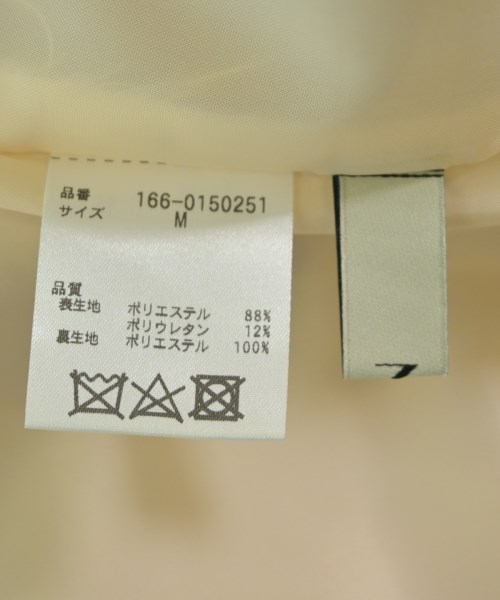 品番 166-0150251
サイズ M
品質
表生地 ポリエステル 88%
ポリウレタン 12%
裏生地 ポリエステル 100%